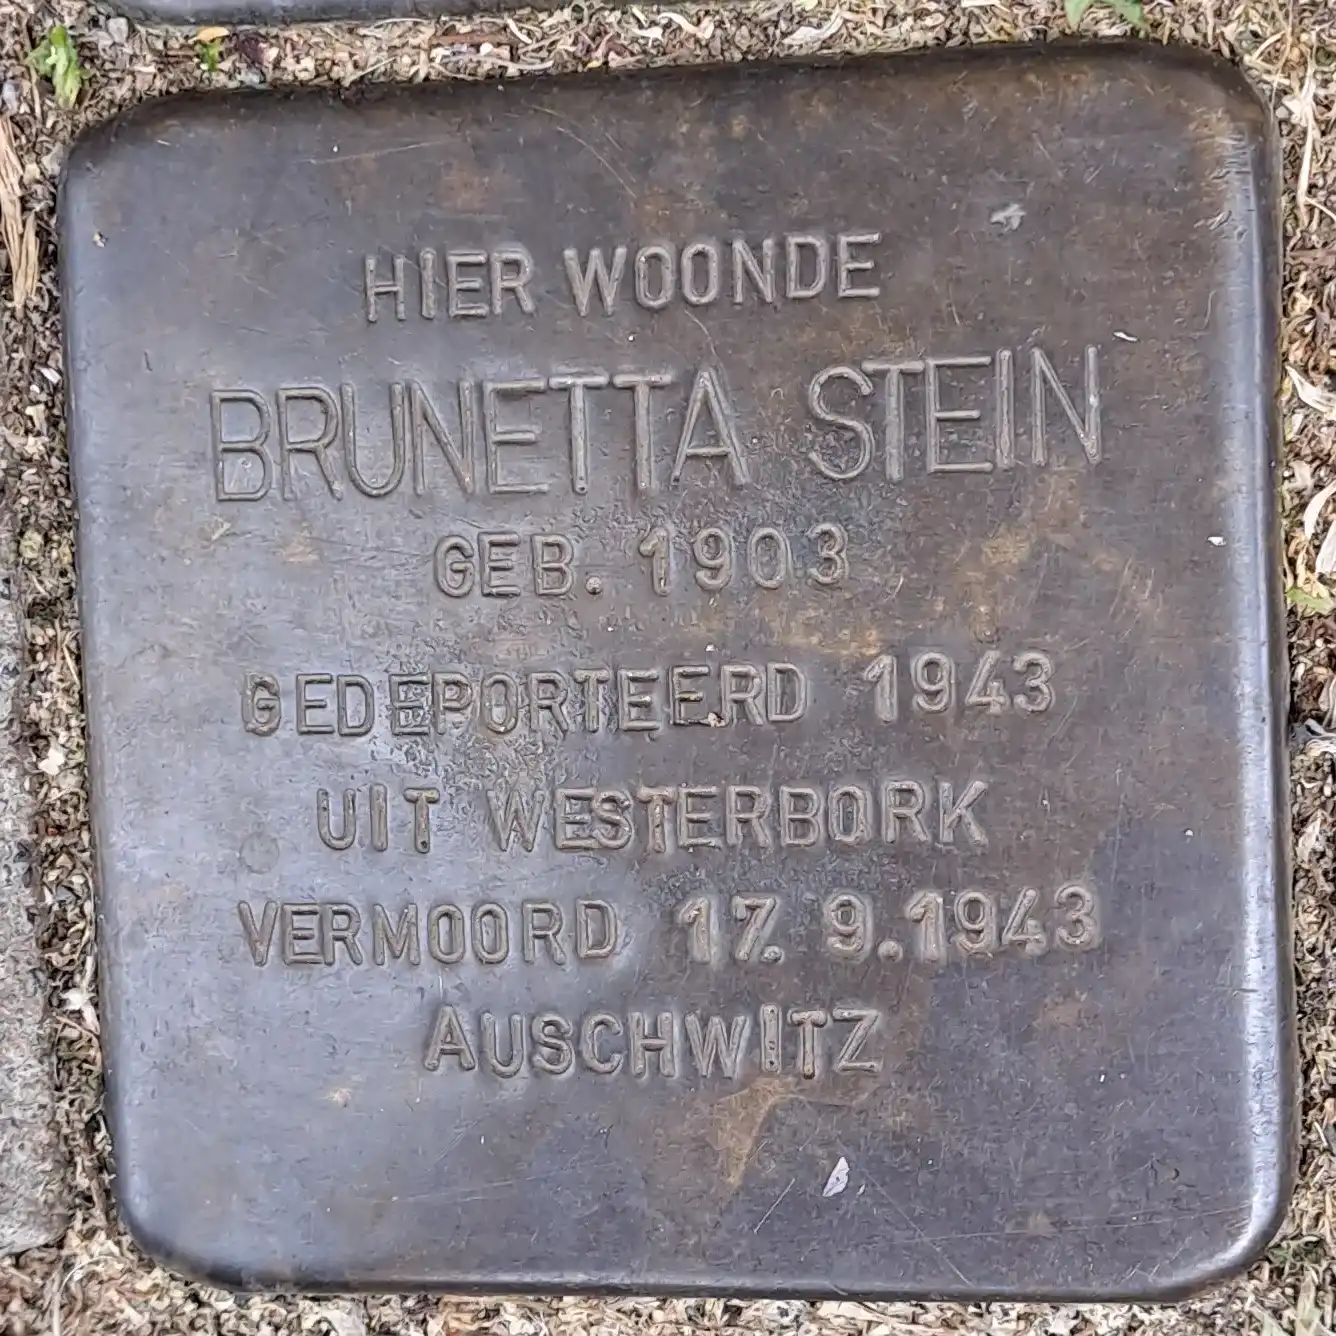 HIER WOONDE
BRUNETTA STEIN
GEB. 1903
GEDEPORTEERD 1943
UIT WESTERBORK
VERMOORD 17.9.1943
AUSCHWITZ